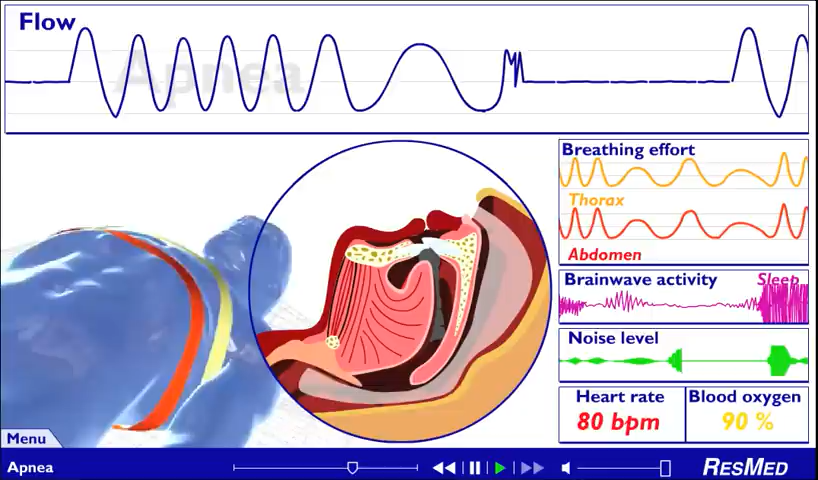 Flow
Apnea
Breathing effort
Thorax
Abdomen
Brainwave activity
Sleep
Noise level
Heart rate
80 bpm
Blood oxygen
90 %
Menu
Apnea
RESMED